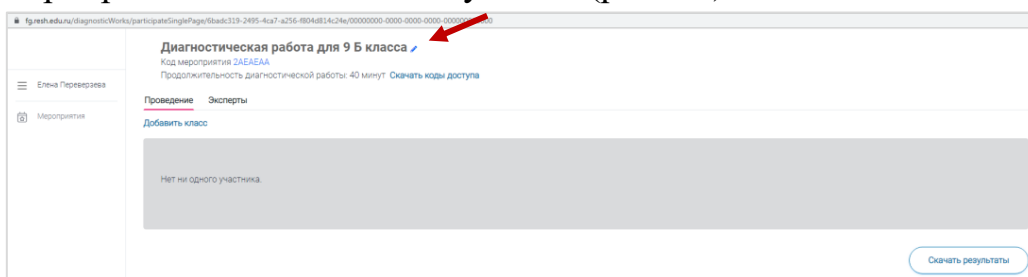 fg.resh.edu.ru/diagnosticWorks/participateSinglePage/6badc319-2495-4ca7-a256-f804d814c24e/00000000-0000-0000-0000-000000000000
Диагностическая работа для 9 Б класса
Код мероприятия 2AEAEAA
Продолжительность диагностической работы: 40 минут Скачать коды доступа
Елена Переверзева
Проведение Эксперты
Мероприятия
Добавить класс
Нет ни одного участника.
Скачать результаты